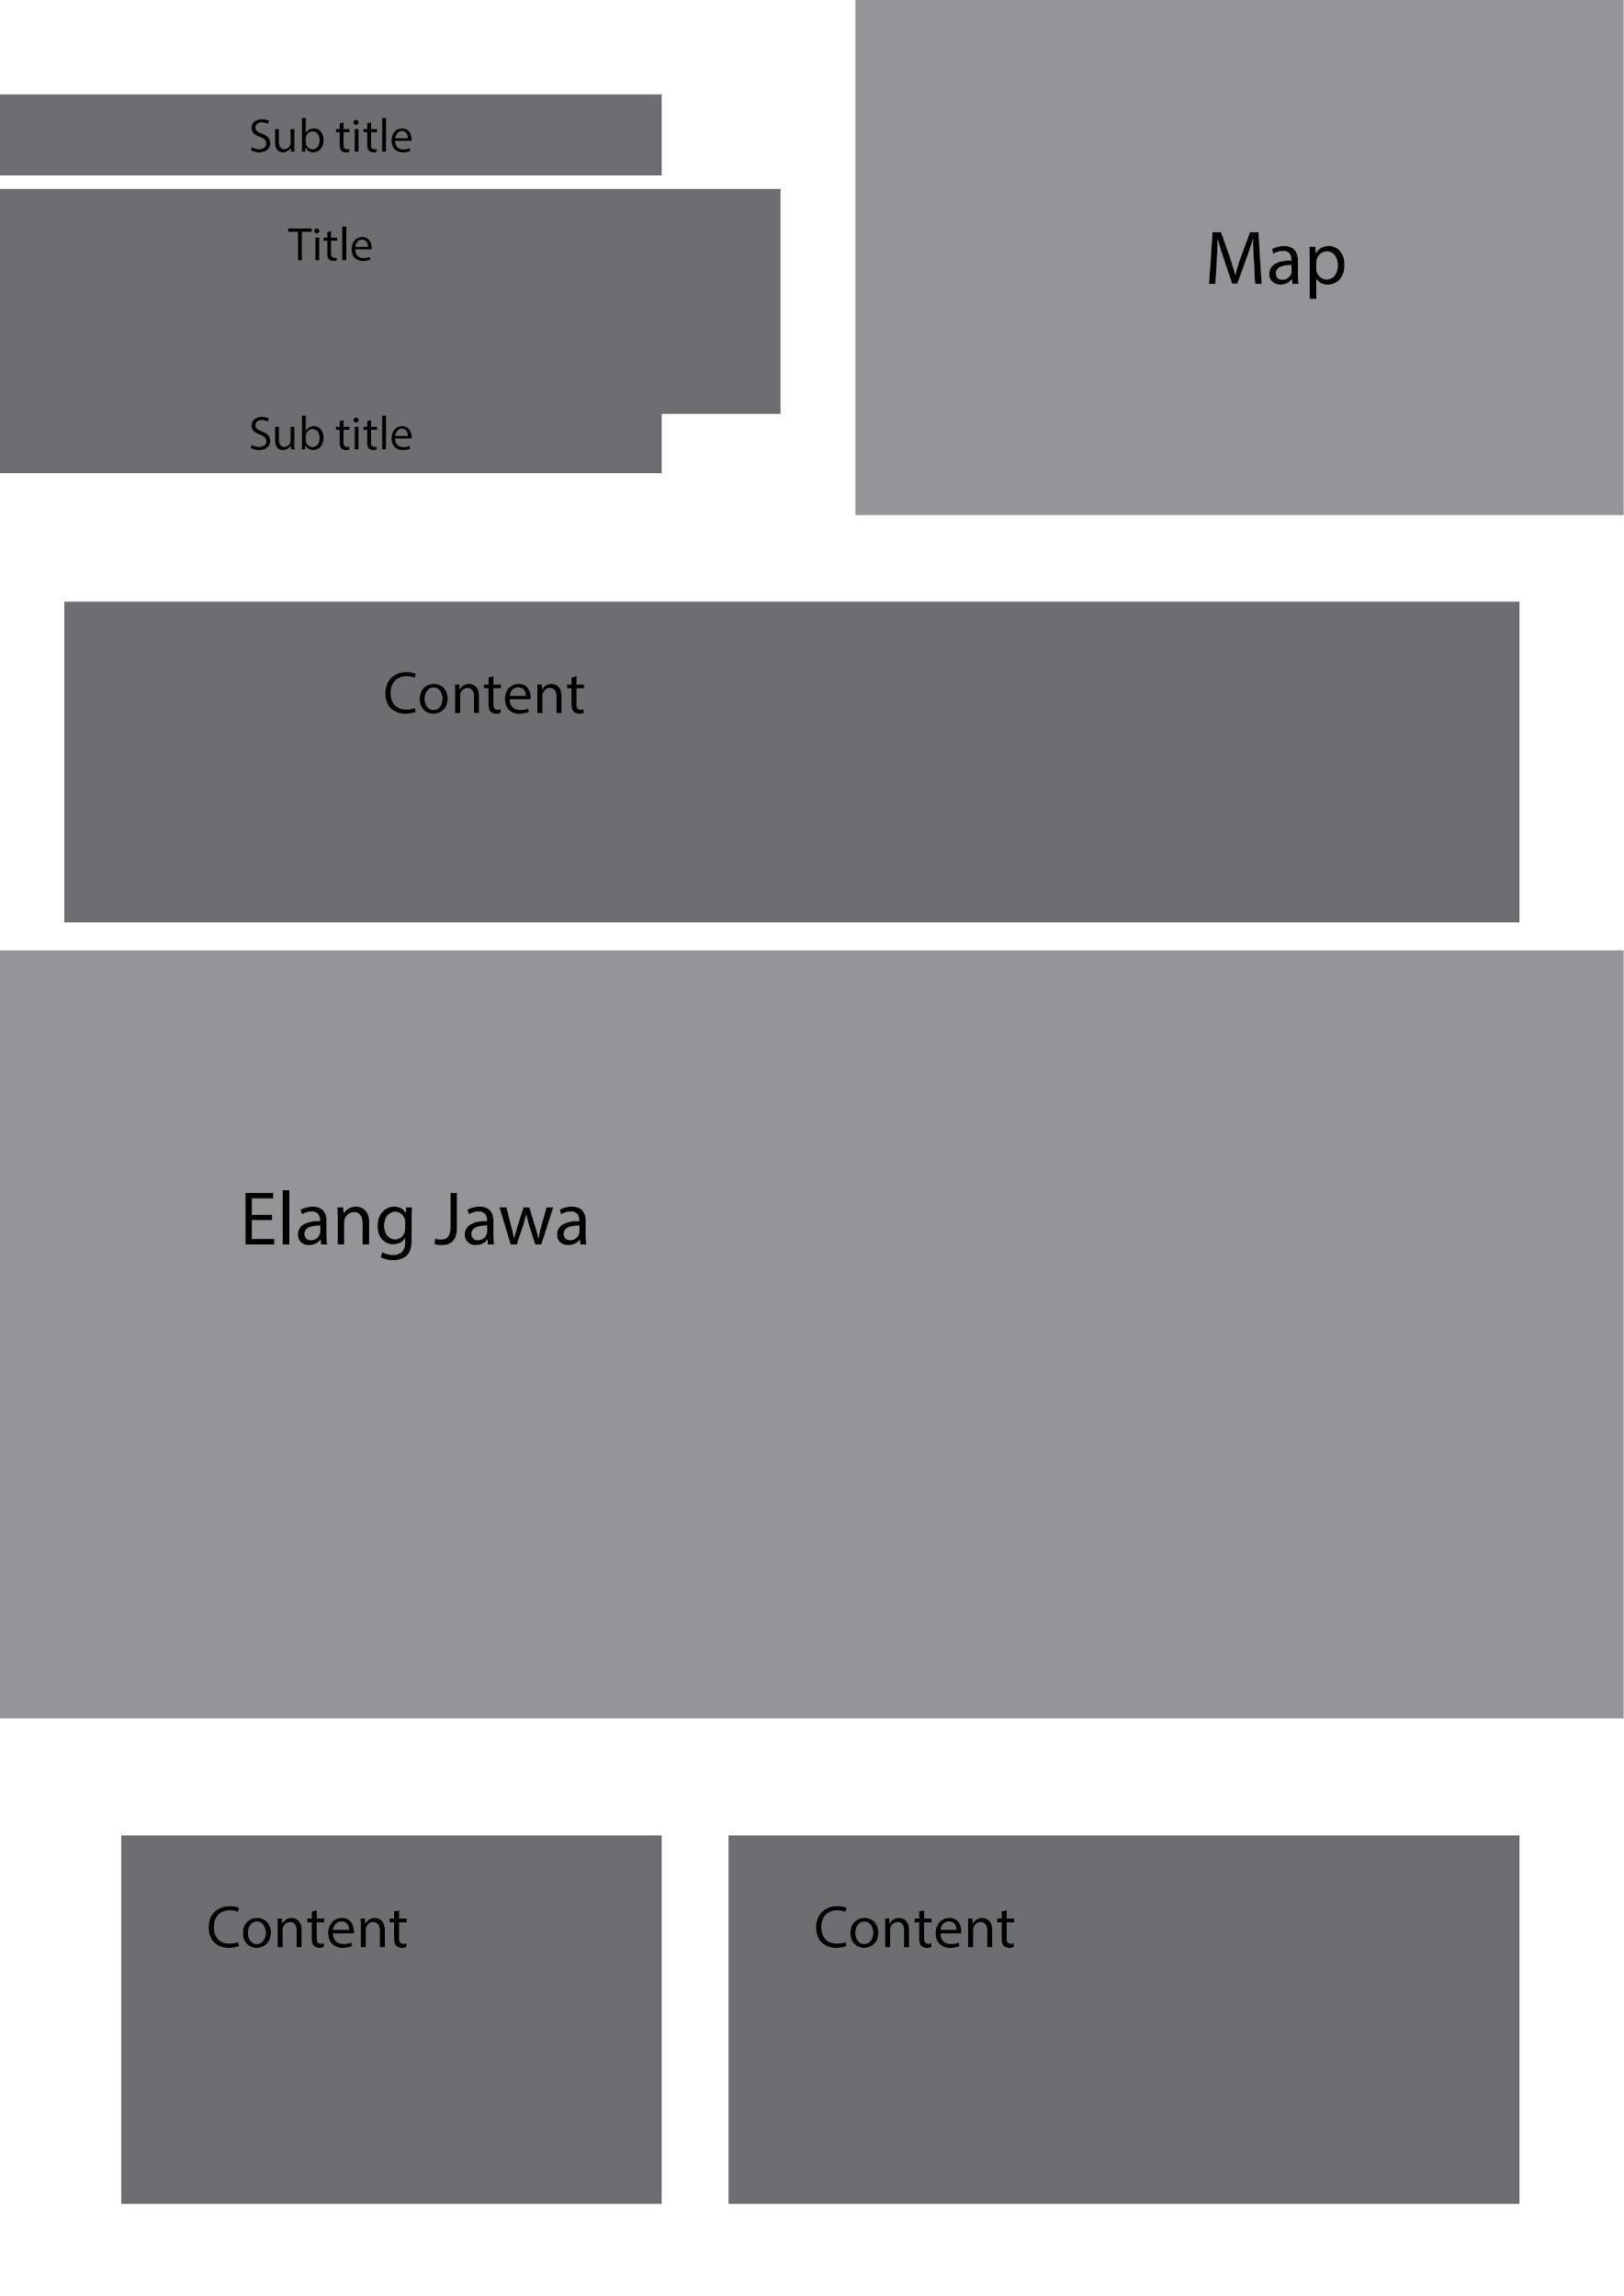 Sub title
Title
Sub title
Map
Content
Elang Jawa
Content
Content